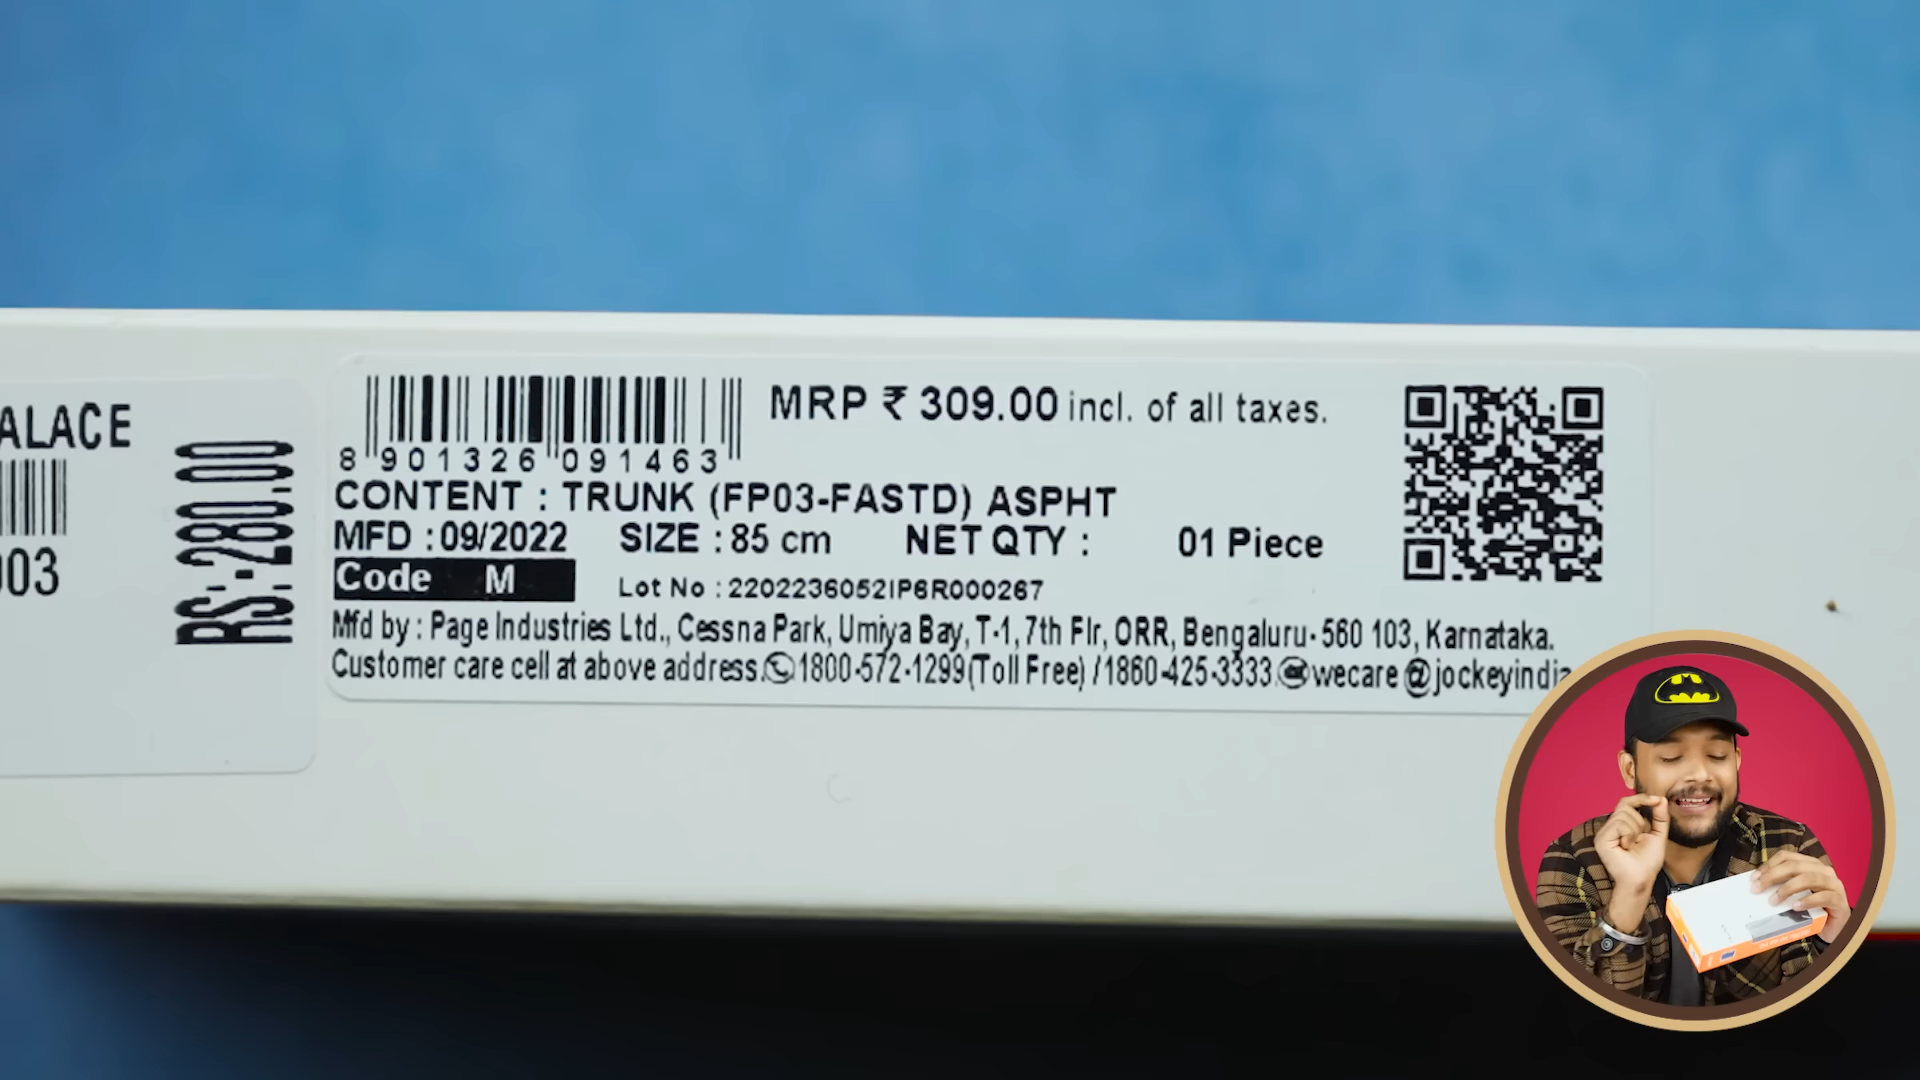 ALACE
003
RS:-280.00
MRP ₹ 309.00 incl. of all taxes.
8 901326 091463
CONTENT : TRUNK (FP03-FASTD) ASPHT
MFD : 09/2022 SIZE : 85 cm NET QTY : 01 Piece
Code M Lot No : 2202236052IP6R000267
Mfd by : Page Industries Ltd., Cessna Park, Umiya Bay, T-1, 7th Flr, ORR, Bengaluru- 560 103, Karnataka.
Customer care cell at above address. 1800-572-1299(Toll Free) / 1860-425-3333 wecare @jockeyindia